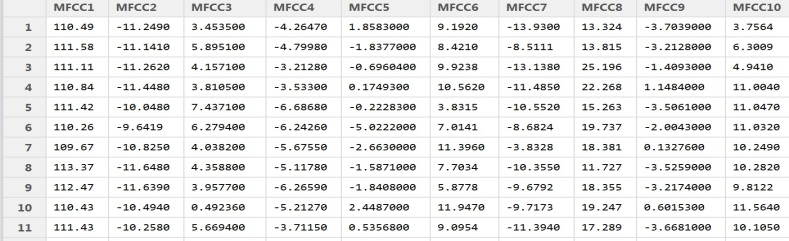 MFCC1 MFCC2 MFCC3 MFCC4 MFCC5 MFCC6 MFCC7 MFCC8 MFCC9 MFCC10
1 110.49 -11.2490 3.453500 -4.26470 1.8583000 9.1920 -13.9300 13.324 -3.7039000 3.7564
2 111.58 -11.1410 5.895100 -4.79980 -1.8377000 8.4210 -8.5111 13.815 -3.2128000 6.3009
3 111.11 -11.2620 4.157100 -3.21280 -0.6960400 9.9238 -13.1380 25.196 -1.4093000 4.9410
4 110.84 -11.4480 3.810500 -3.53300 0.1749300 10.5620 -11.4850 22.268 1.1484000 11.0040
5 111.42 -10.0480 7.437100 -6.68680 -0.2228300 3.8315 -10.5520 15.263 -3.5061000 11.0470
6 110.26 -9.6419 6.279400 -6.24260 -5.0222000 7.0141 -8.6824 19.737 -2.0043000 11.0320
7 109.67 -10.8250 4.038200 -5.67550 -2.6630000 11.3960 -3.8328 18.381 0.1327600 10.2490
8 113.37 -11.6480 4.358800 -5.11780 -1.5871000 7.7034 -10.3550 11.727 -3.5259000 10.2820
9 112.47 -11.6390 3.957700 -6.26590 -1.8408000 5.8778 -9.6792 18.355 -3.2174000 9.8122
10 110.43 -10.4940 0.492360 -5.21270 2.4487000 11.9470 -9.7173 19.247 0.6015300 11.5640
11 111.43 -10.2580 5.669400 -3.71150 0.5356800 9.0954 -11.3940 17.289 -3.6681000 10.1050